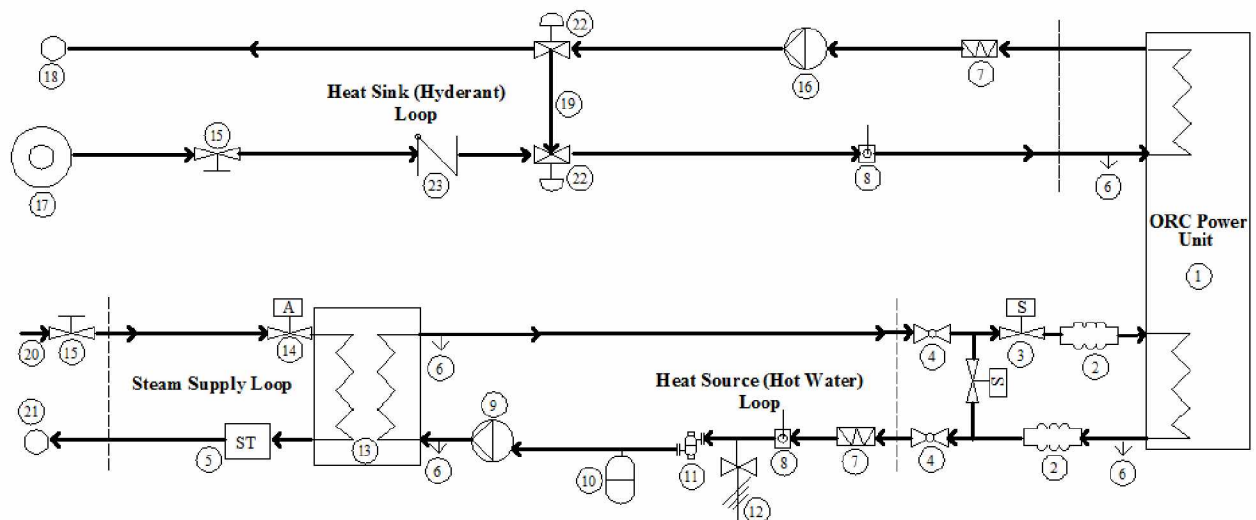 22
18
16
7
Heat Sink (Hyderant)
Loop
19
15
17
23
22
8
6
ORC Power
Unit
1
A
S
20
15
14
6
4
3
2
Steam Supply Loop
Heat Source (Hot Water)
Loop
S
21
9
ST
5
13
6
10
11
12
8
7
4
2
6